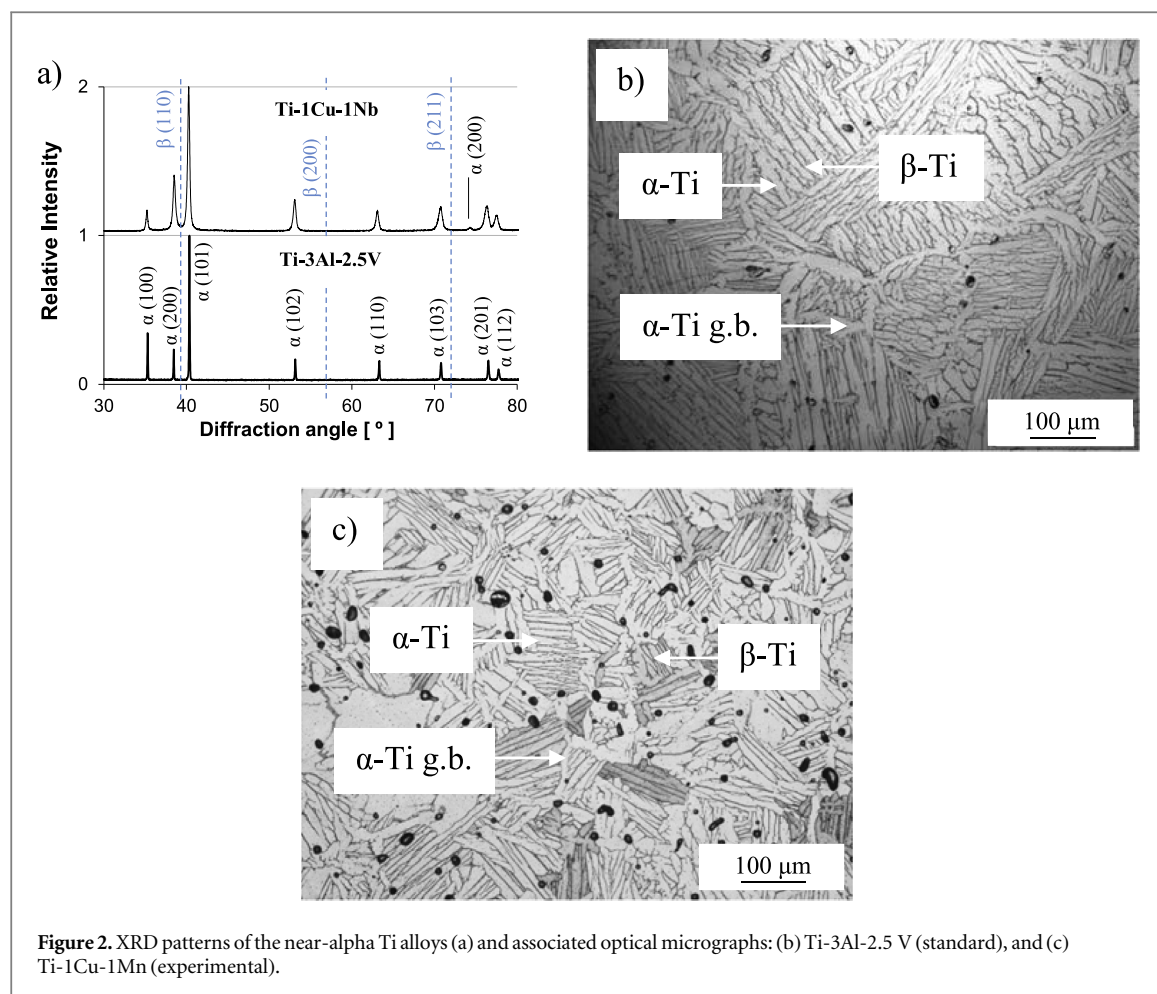 a)
Relative Intensity
2
1
0
Ti-1Cu-1Nb
β (110)
β (200)
β (211)
α (200)
Ti-3Al-2.5V
α (100)
α (200)
α (101)
α (102)
α (110)
α (103)
α (201)
α (112)
30 40 50 60 70 80
Diffraction angle [ º ]
b)
α-Ti
β-Ti
α-Ti g.b.
100 µm
c)
α-Ti
β-Ti
α-Ti g.b.
100 µm
Figure 2. XRD patterns of the near-alpha Ti alloys (a) and associated optical micrographs: (b) Ti-3Al-2.5 V (standard), and (c)
Ti-1Cu-1Mn (experimental).